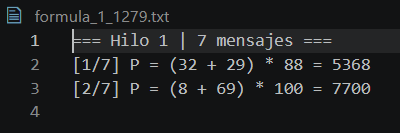 formula_1_1279.txt
1 === Hilo 1 | 7 mensajes ===
2 [1/7] P = (32 + 29) * 88 = 5368
3 [2/7] P = (8 + 69) * 100 = 7700
4